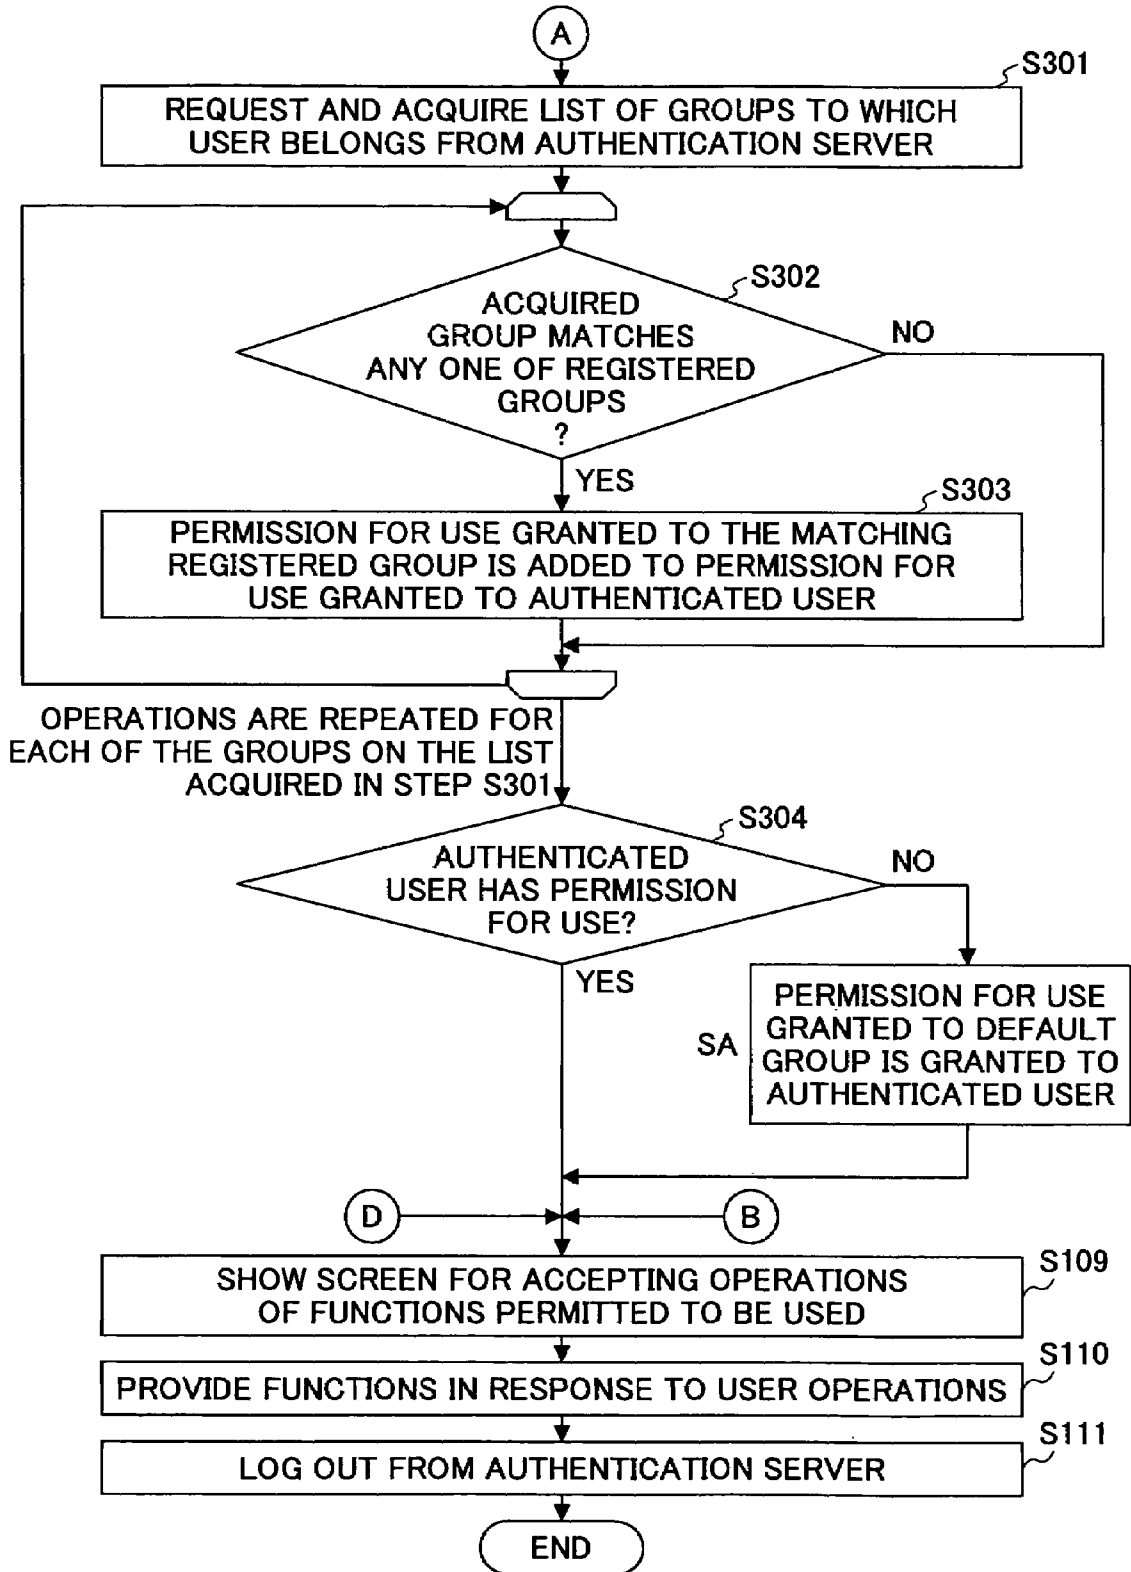 A
S301
REQUEST AND ACQUIRE LIST OF GROUPS TO WHICH
USER BELONGS FROM AUTHENTICATION SERVER
S302
ACQUIRED
GROUP MATCHES
ANY ONE OF REGISTERED
GROUPS
?
NO
YES
S303
PERMISSION FOR USE GRANTED TO THE MATCHING
REGISTERED GROUP IS ADDED TO PERMISSION FOR
USE GRANTED TO AUTHENTICATED USER
OPERATIONS ARE REPEATED FOR
EACH OF THE GROUPS ON THE LIST
ACQUIRED IN STEP S301
S304
AUTHENTICATED
USER HAS PERMISSION
FOR USE?
NO
YES
SA
PERMISSION FOR USE
GRANTED TO DEFAULT
GROUP IS GRANTED TO
AUTHENTICATED USER
D
B
S109
SHOW SCREEN FOR ACCEPTING OPERATIONS
OF FUNCTIONS PERMITTED TO BE USED
S110
PROVIDE FUNCTIONS IN RESPONSE TO USER OPERATIONS
S111
LOG OUT FROM AUTHENTICATION SERVER
END